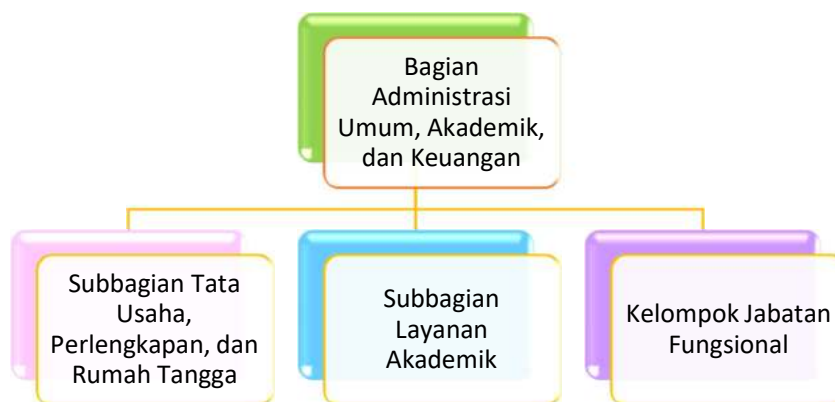 Bagian
Administrasi
Umum, Akademik,
dan Keuangan
Subbagian Tata
Usaha,
Perlengkapan, dan
Rumah Tangga
Subbagian
Layanan
Akademik
Kelompok Jabatan
Fungsional